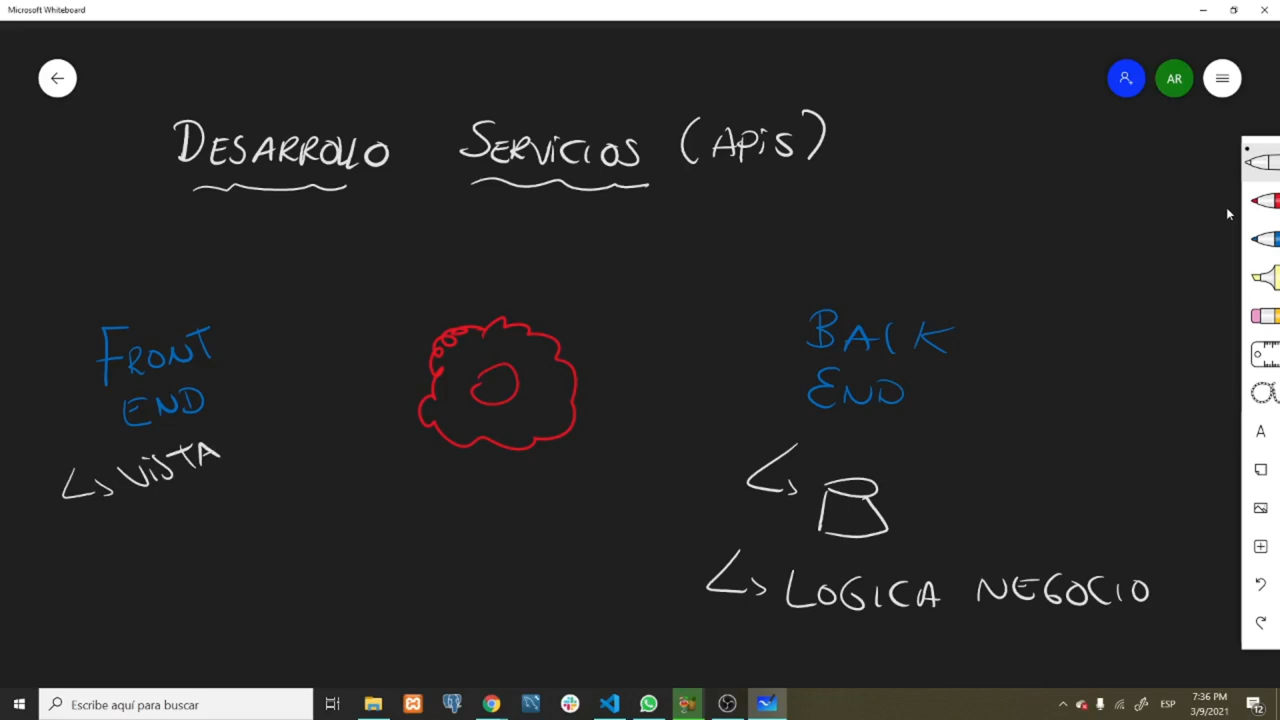 Microsoft Whiteboard
AR
DESARROLLO SERVICIOS (APiS)
FRONT
END
VISTA
BACK
END
LOGICA NEGOCIO
A
Escribe aquí para buscar
ESP
7:36 PM
3/9/2021
12